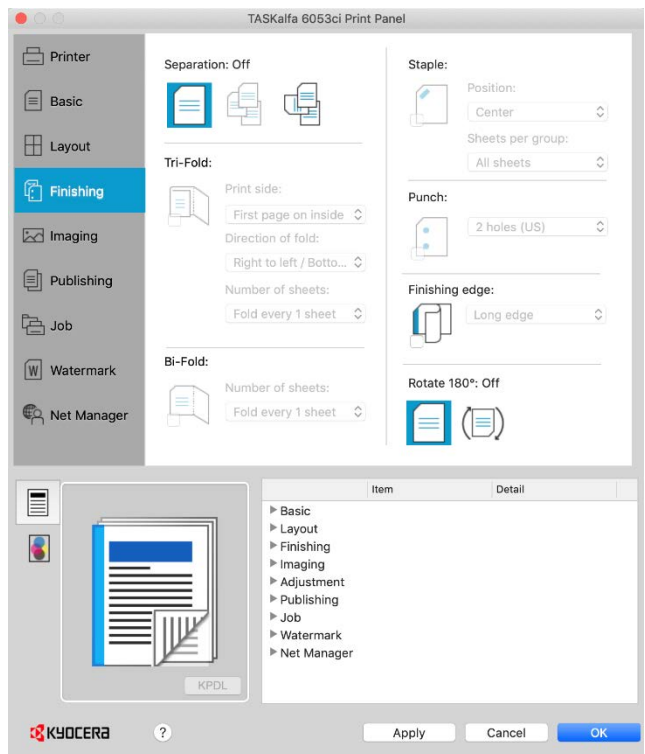 TASKalfa 6053ci Print Panel
Printer
Basic
Layout
Finishing
Imaging
Publishing
Job
W
Watermark
Net Manager
Separation: Off
Tri-Fold:
Print side:
First page on inside
Direction of fold:
Right to left / Botto...
Number of sheets:
Fold every 1 sheet
Bi-Fold:
Number of sheets:
Fold every 1 sheet
Staple:
Position:
Center
Sheets per group:
All sheets
Punch:
2 holes (US)
Finishing edge:
Long edge
Rotate 180°: Off
KPDL
Item Detail
Basic
Layout
Finishing
Imaging
Adjustment
Publishing
Job
Watermark
Net Manager
KYOCERA
?
Apply Cancel OK